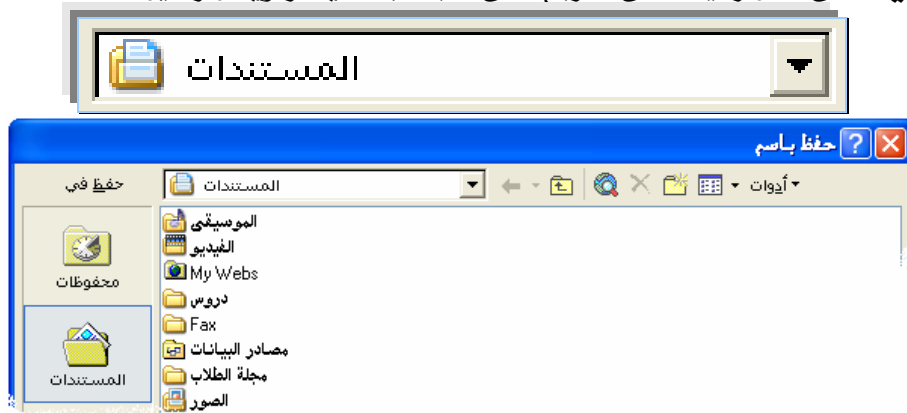 المستندات
حفظ باسم
حفظ في
المستندات
أدوات
محفوظات
المستندات
الموسيقى
الفيديو
My Webs
دروس
Fax
مصادر البيانات
مجلة الطلاب
الصور